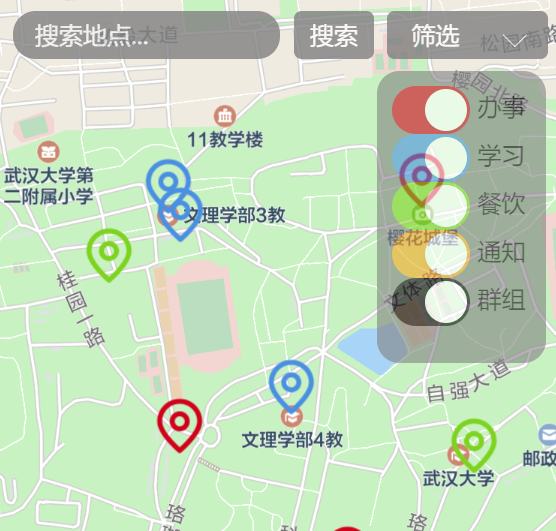 搜索地点...
搜索
筛选
大道
松园南路
樱园北路
办事
11教学楼
学习
武汉大学第
二附属小学
餐饮
文理学部3教
樱花城堡
通知
桂园一路
文体路
群组
自强大道
文理学部4教
武汉大学
邮政
珞
珞